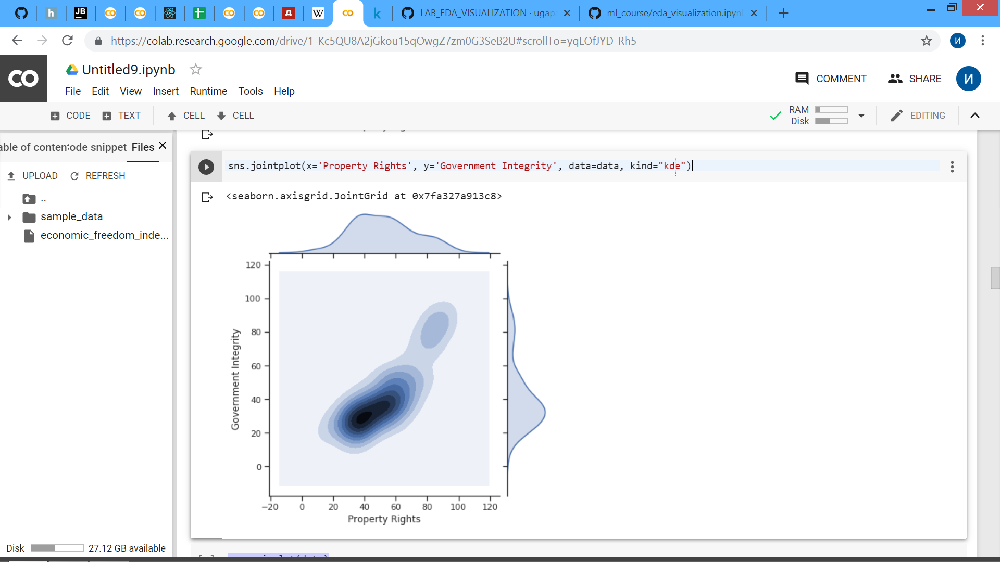 h
JB
A
W
k
LAB_EDA_VISUALIZATION · ugap
ml_course/eda_visualization.ipyn
https://colab.research.google.com/drive/1_Kc5QU8A2jGkou15qOwgZ7zm0G3SeB2U#scrollTo=yqLOfJYD_Rh5
И
CO
Untitled9.ipynb
COMMENT
SHARE
И
File Edit View Insert Runtime Tools Help
CODE TEXT CELL CELL
RAM
Disk
EDITING
able of conten ode snippet Files
UPLOAD REFRESH
..
sample_data
economic_freedom_inde...
sns.jointplot(x='Property Rights', y='Government Integrity', data=data, kind="kde")
<seaborn.axisgrid.JointGrid at 0x7fa327a913c8>
120
100
80
60
40
20
0
Government Integrity
−20 0 20 40 60 80 100 120
Property Rights
Disk 27.12 GB available